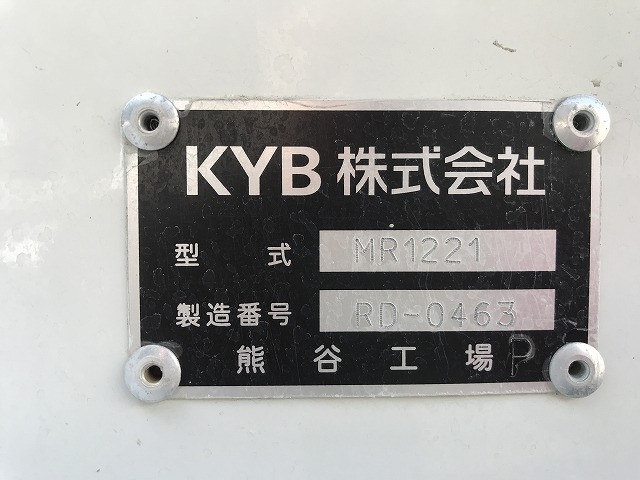 KYB 株式会社
型 式 MR1221
製造番号 RD-0463
熊谷工場 P